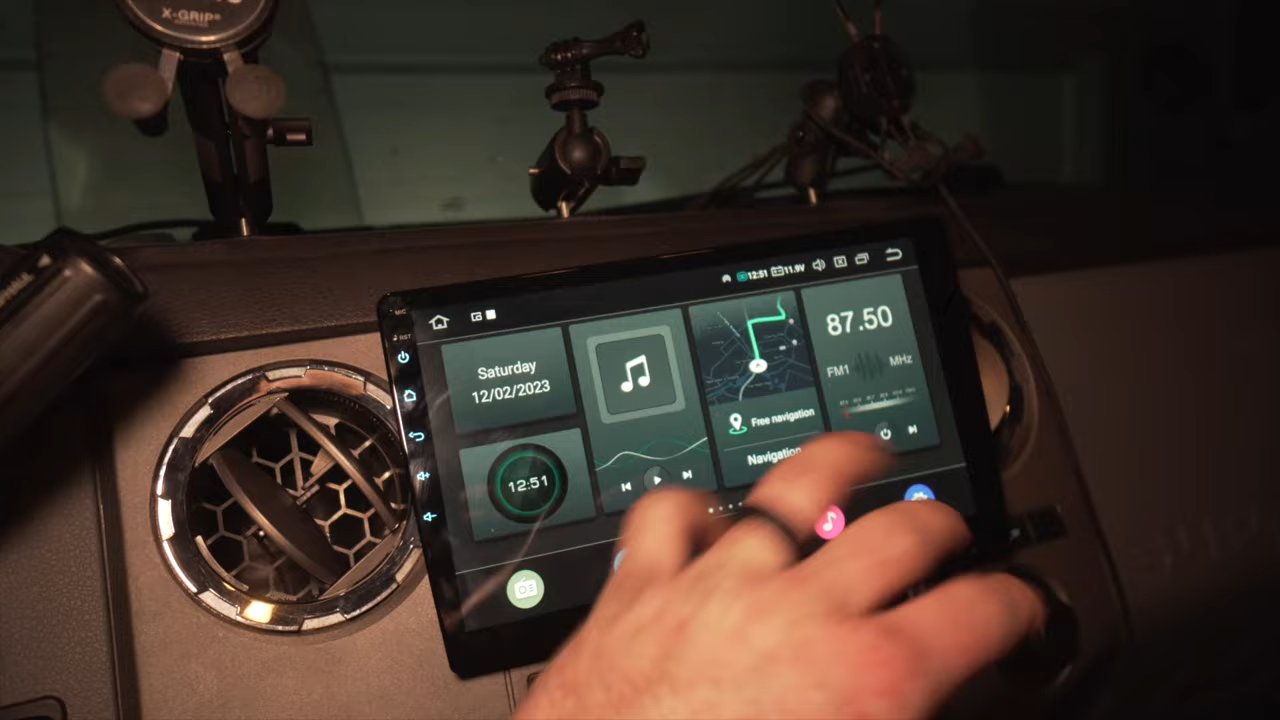 X-GRIP®
MIC
RST
12:51
11.9V
Saturday
12/02/2023
12:51
Free navigation
Navigation
87.50
FM1
MHz